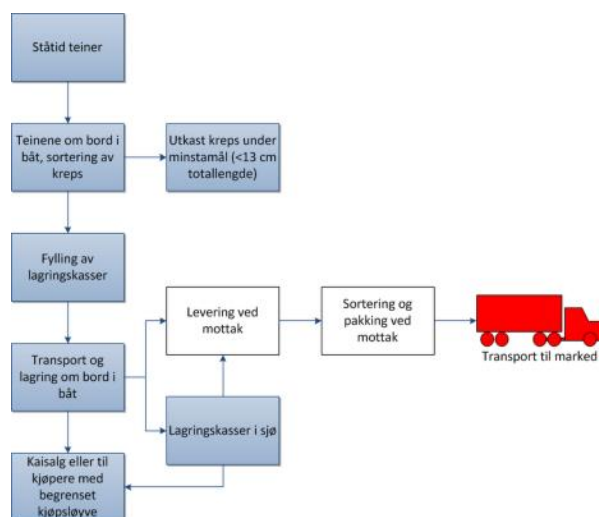 Ståtid teiner
Teinene om bord i
båt, sortering av
kreps
Utkast kreps under
minstamål (<13 cm
totallengde)
Fylling av
lagringskasser
Levering ved
mottak
Sortering og
pakking ved
mottak
Transport til marked
Transport og
lagring om bord i
båt
Lagringskasser i sjø
Kaisalg eller til
kjøpere med
begrenset
kjøpsløyve